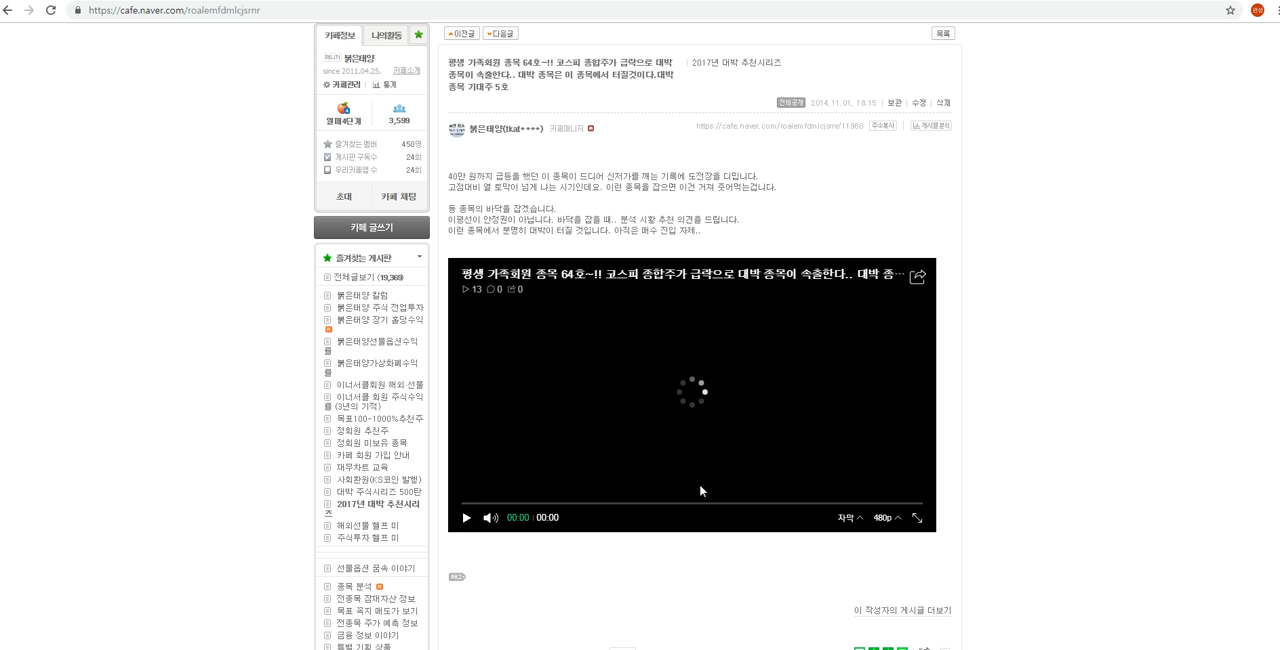 https://cafe.naver.com/roalemfdmlcjsrnr
카페정보
나의활동
매니저 붉은태양
since 2011.04.25.
카페소개
카페관리
통계
열매4단계
3,599
즐겨찾는 멤버 450명
게시판 구독수 24회
우리카페앱 수 24회
초대
카페 채팅
카페 글쓰기
즐겨찾는 게시판
전체글보기 (19,369)
붉은태양 칼럼
붉은태양 주식 전업투자
붉은태양 장기 홀딩수익
붉은태양선물옵션수익
률
붉은태양가상화폐수익
률
이너서클회원 해외 선물
이너서클 회원 주식수익
률 (3년의 기적)
목표100-1000%추천주
정회원 추천주
정회원 미보유 종목
카페 회원 가입 안내
재무차트 교육
사회환원(KS코인 발행)
대박 주식시리즈 500탄
2017년 대박 추천시리
즈
해외선물 헬프 미
주식투자 헬프 미
선물옵션 꿈속 이야기
종목 분석
전종목 잠재자산 정보
목표 꼭지 매도가 보기
전종목 주가 예측 정보
금융 정보 이야기
특별 기획 상품
이전글
다음글
목록
평생 가족회원 종목 64호~!! 코스피 종합주가 급락으로 대박
종목이 속출한다.. 대박 종목은 이 종목에서 터질것이다.대박
종목 기대주 5호
2017년 대박 추천시리즈
전체공개 2014.11.01. 18:15 보관 수정 삭제
붉은태양(tkat****) 카페매니저
https://cafe.naver.com/roalemfdmlcjsrnr/11960 주소복사 게시글 분석
40만 원까지 급등을 했던 이 종목이 드디어 신저가를 깨는 기록에 도전장을 디밉니다.
고점대비 열 토막이 넘게 나는 시기인데요. 이런 종목을 잡으면 이건 거져 줏어먹는겁니다.
동 종목의 바닥을 잡겠습니다.
이평선이 안정권이 아닙니다. 바닥을 잡을 때.. 분석 시황 추천 의견을 드립니다.
이런 종목에서 분명히 대박이 터질 것입니다. 아직은 매수 진입 자제..
평생 가족회원 종목 64호~!! 코스피 종합주가 급락으로 대박 종목이 속출한다.. 대박 종…
13 0 0
00:00 00:00
자막
480p
태그
이 작성자의 게시글 더보기